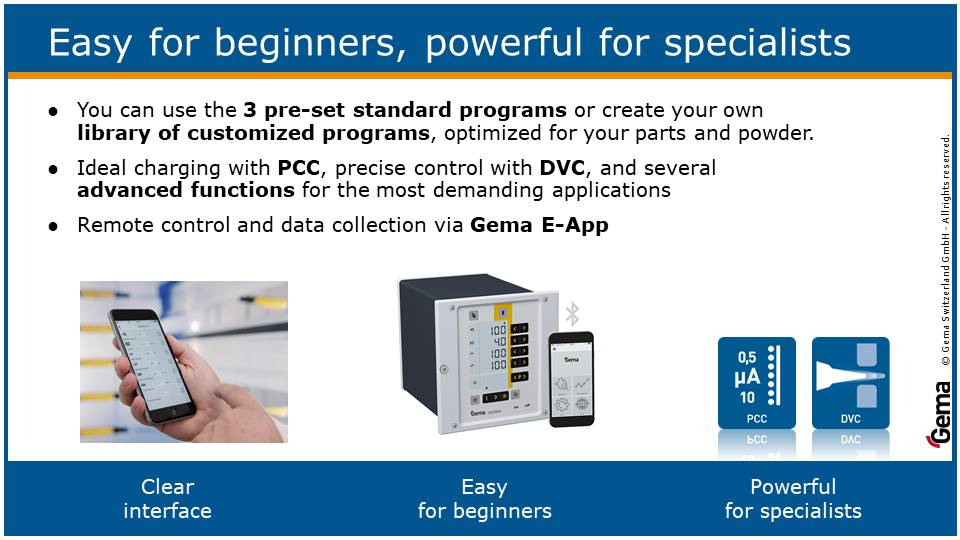 Easy for beginners, powerful for specialists
● You can use the 3 pre-set standard programs or create your own
library of customized programs, optimized for your parts and powder.
● Ideal charging with PCC, precise control with DVC, and several
advanced functions for the most demanding applications
● Remote control and data collection via Gema E-App
100
4.0
100
100
Gema
Gema
0,5
µA
10
PCC
DVC
© Gema Switzerland GmbH - All rights reserved.
Gema
Clear
interface
Easy
for beginners
Powerful
for specialists